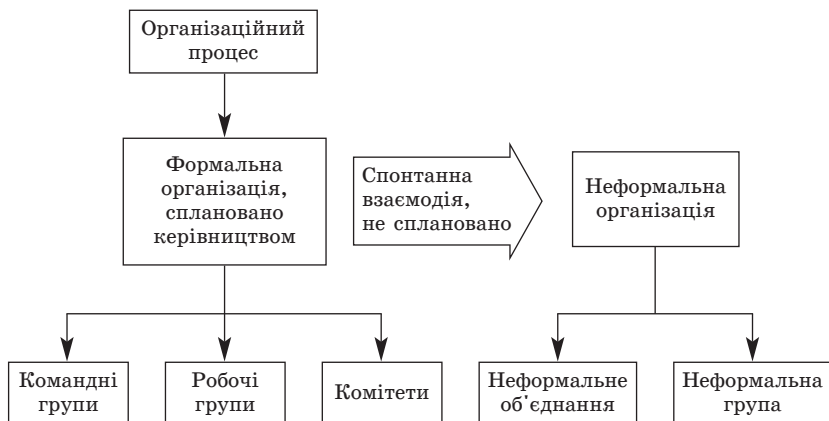 Організаційний
процес
Формальна
організація,
сплановано
керівництвом
Спонтанна
взаємодія,
не сплановано
Неформальна
організація
Командні
групи
Робочі
групи
Комітети
Неформальне
об'єднання
Неформальна
група